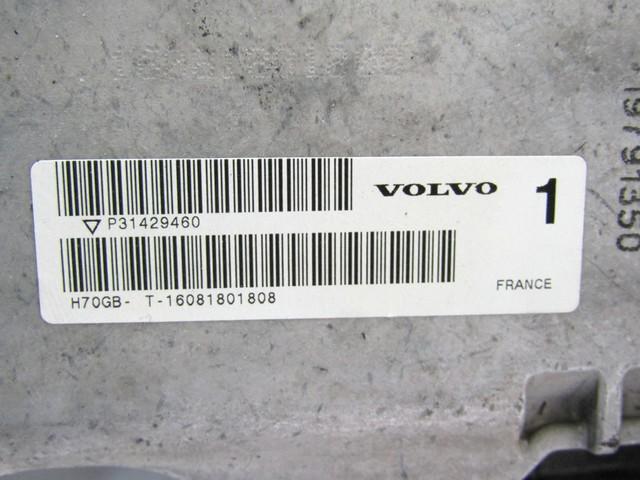 VOLVO 1
▽ P31429460
H70GB- T-16081801808
FRANCE